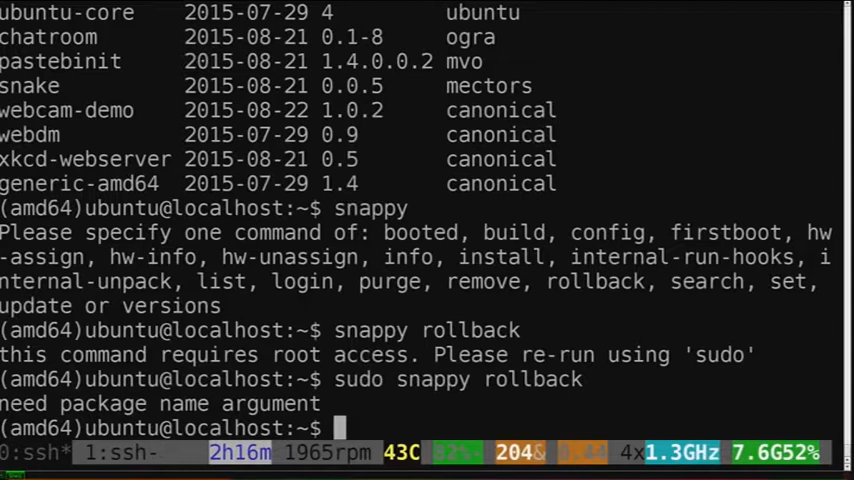 ubuntu-core    2015-07-29 4         ubuntu
chatroom       2015-08-21 0.1-8     ogra
pastebinit     2015-08-21 1.4.0.0.2 mvo
snake          2015-08-21 0.0.5     mectors
webcam-demo    2015-08-22 1.0.2     canonical
webdm          2015-07-29 0.9       canonical
xkcd-webserver 2015-08-21 0.5       canonical
generic-amd64  2015-07-29 1.4       canonical
(amd64)ubuntu@localhost:~$ snappy
Please specify one command of: booted, build, config, firstboot, hw
-assign, hw-info, hw-unassign, info, install, internal-run-hooks, i
nternal-unpack, list, login, purge, remove, rollback, search, set,
update or versions
(amd64)ubuntu@localhost:~$ snappy rollback
this command requires root access. Please re-run using 'sudo'
(amd64)ubuntu@localhost:~$ sudo snappy rollback
need package name argument
(amd64)ubuntu@localhost:~$
0:ssh* 1:ssh- 2h16m 1965rpm 43C 82%- 204& 0.44 4x1.3GHz 7.6G52%